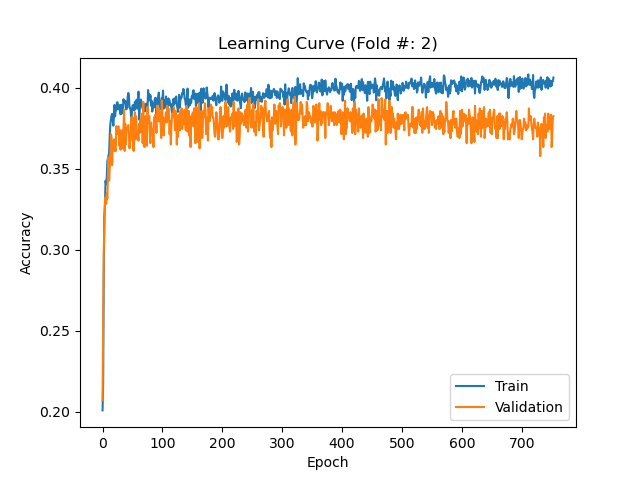 Learning Curve (Fold #: 2)
Accuracy
0.40
0.35
0.30
0.25
0.20
0 100 200 300 400 500 600 700
Epoch
Train
Validation